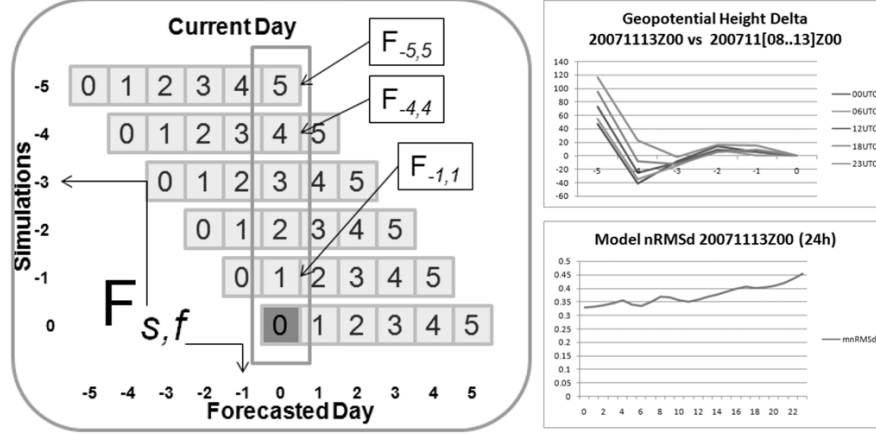 Current Day
F-5,5
-5 0 1 2 3 4 5
F-4,4
-4 0 1 2 3 4 5
F-1,1
-3 0 1 2 3 4 5
-2 0 1 2 3 4 5
-1 0 1 2 3 4 5
0 0 1 2 3 4 5
Simulations
Fs,f
-5 -4 -3 -2 -1 0 1 2 3 4 5
Forecasted Day
Geopotential Height Delta
20071113Z00 vs 200711[08..13]Z00
140
120
100
80
60
40
20
0
-20
-40
-60
-5 -4 -3 -2 -1 0
00UTC
06UTC
12UTC
18UTC
23UTC
Model nRMSd 20071113Z00 (24h)
0.5
0.45
0.4
0.35
0.3
0.25
0.2
0.15
0.1
0.05
0
0 2 4 6 8 10 12 14 16 18 20 22
mnRMSd